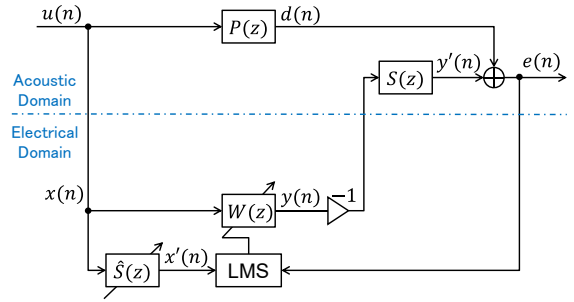 u(n)
P(z)
d(n)
S(z)
y′(n)
e(n)
Acoustic
Domain
Electrical
Domain
x(n)
W(z)
y(n)
−1
Ŝ(z)
x′(n)
LMS